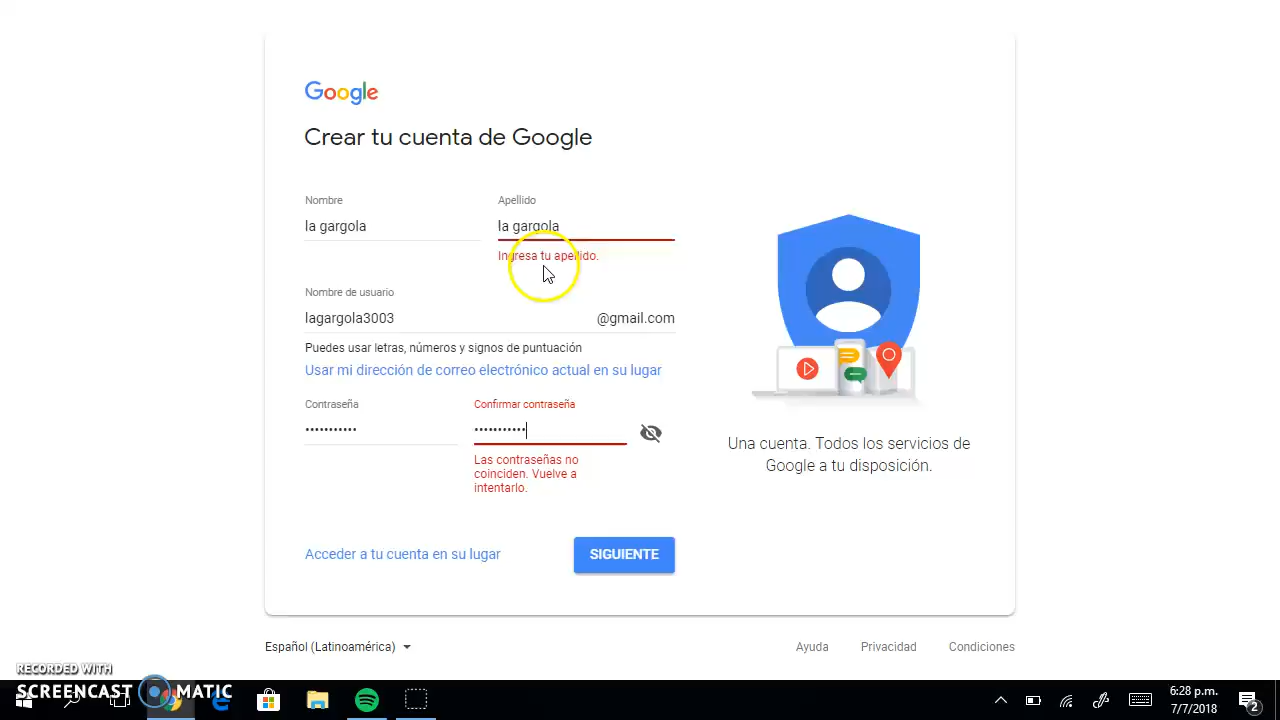 Google
Crear tu cuenta de Google
Nombre
Apellido
la gargola
la gargola
Ingresa tu apellido.
Nombre de usuario
lagargola3003
@gmail.com
Puedes usar letras, números y signos de puntuación
Usar mi dirección de correo electrónico actual en su lugar
Contraseña
Confirmar contraseña
Las contraseñas no
coinciden. Vuelve a
intentarlo.
Una cuenta. Todos los servicios de
Google a tu disposición.
Acceder a tu cuenta en su lugar
SIGUIENTE
Español (Latinoamérica)
Ayuda
Privacidad
Condiciones
RECORDED WITH
SCREENCAST MATIC
6:28 p.m.
7/7/2018
2